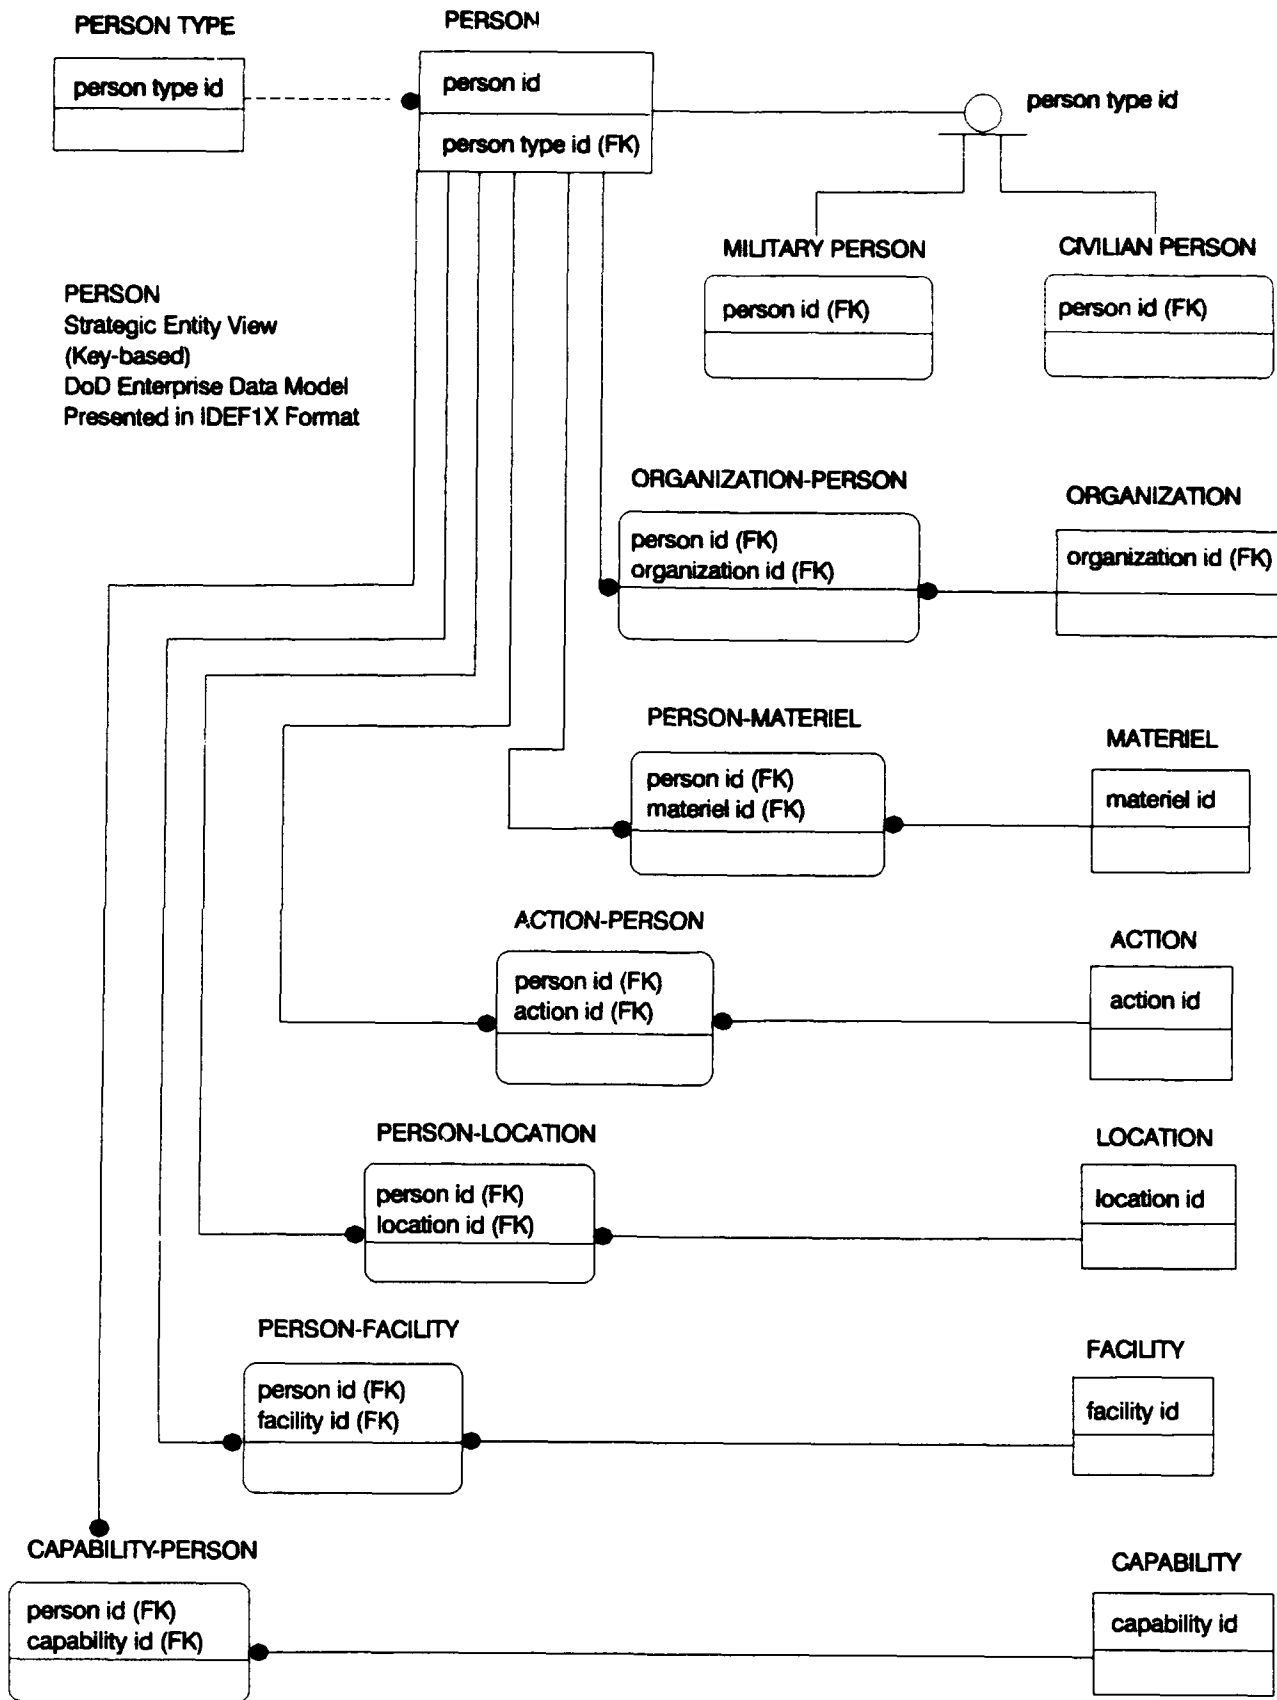 PERSON TYPE
person type id
PERSON
person id
person type id (FK)
person type id
MILITARY PERSON
person id (FK)
CIVILIAN PERSON
person id (FK)
PERSON
Strategic Entity View
(Key-based)
DoD Enterprise Data Model
Presented in IDEF1X Format
ORGANIZATION-PERSON
person id (FK)
organization id (FK)
ORGANIZATION
organization id (FK)
PERSON-MATERIEL
person id (FK)
materiel id (FK)
MATERIEL
materiel id
ACTION-PERSON
person id (FK)
action id (FK)
ACTION
action id
PERSON-LOCATION
person id (FK)
location id (FK)
LOCATION
location id
PERSON-FACILITY
person id (FK)
facility id (FK)
FACILITY
facility id
CAPABILITY-PERSON
person id (FK)
capability id (FK)
CAPABILITY
capability id